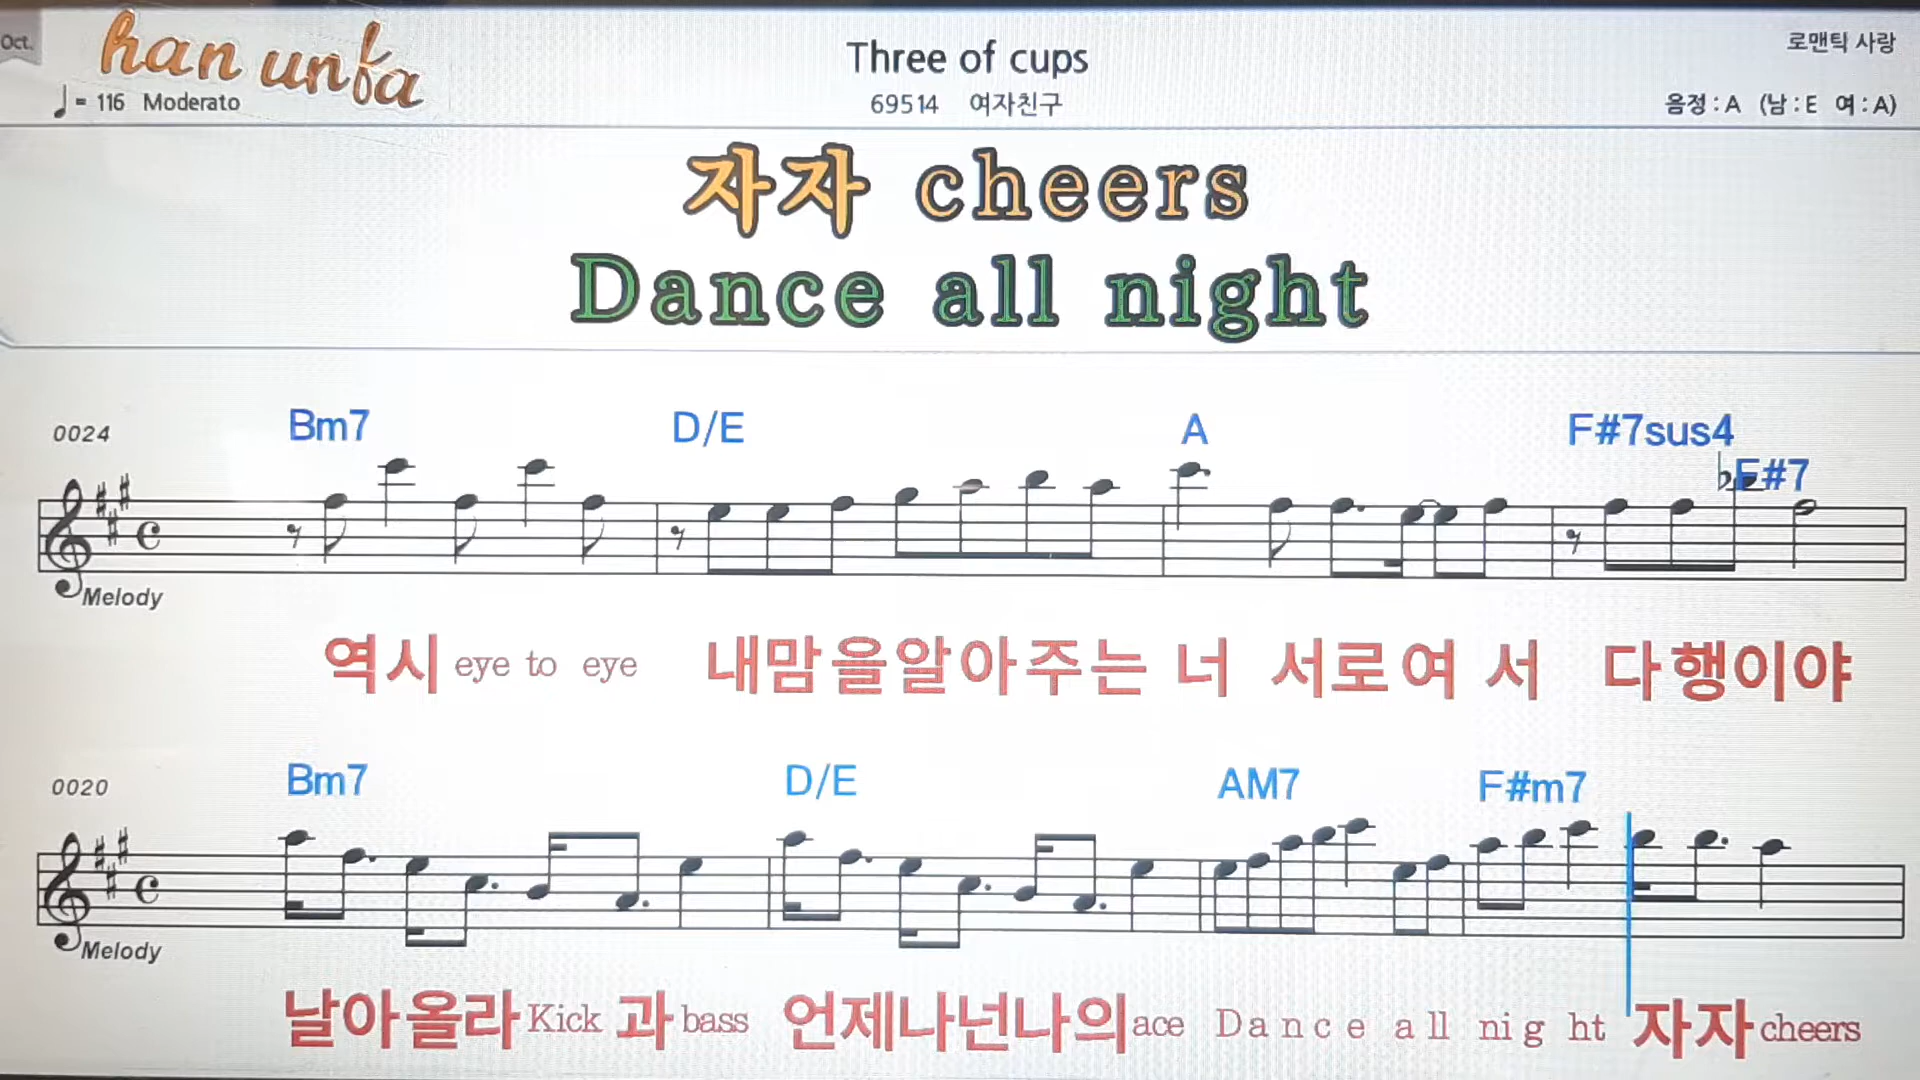 Oct.
han unfa
Three of cups
로맨틱 사랑
♩= 116 Moderato
69514 여자친구
음정 : A (남 : E 여 : A)
자자 cheers
Dance all night
0024
Bm7 D/E A F#7sus4
F#7
Melody
역시 eye to eye 내맘을알아주는 너 서로여 서 다행이야
0020
Bm7 D/E AM7 F#m7
Melody
날아올라 Kick 과 bass 언제나넌나의 ace Dance all night 자자 cheers